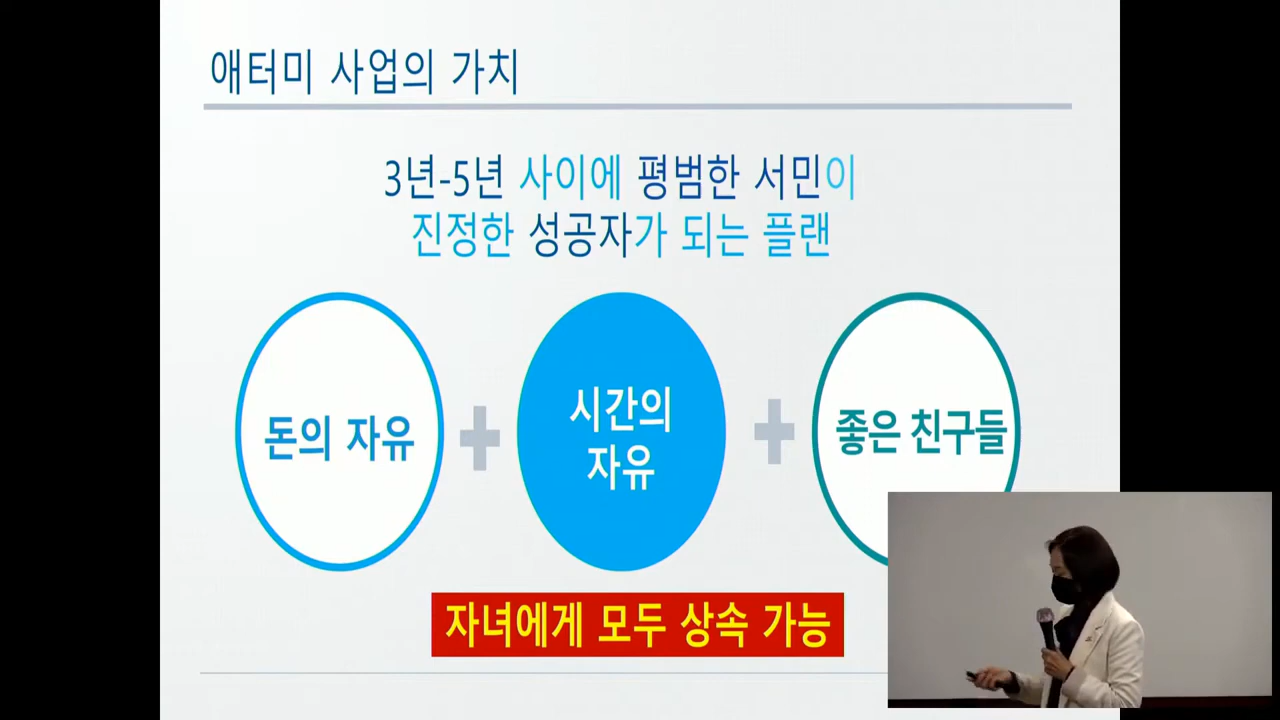 애터미 사업의 가치
3년-5년 사이에 평범한 서민이
진정한 성공자가 되는 플랜
돈의 자유
시간의
자유
좋은 친구들
자녀에게 모두 상속 가능